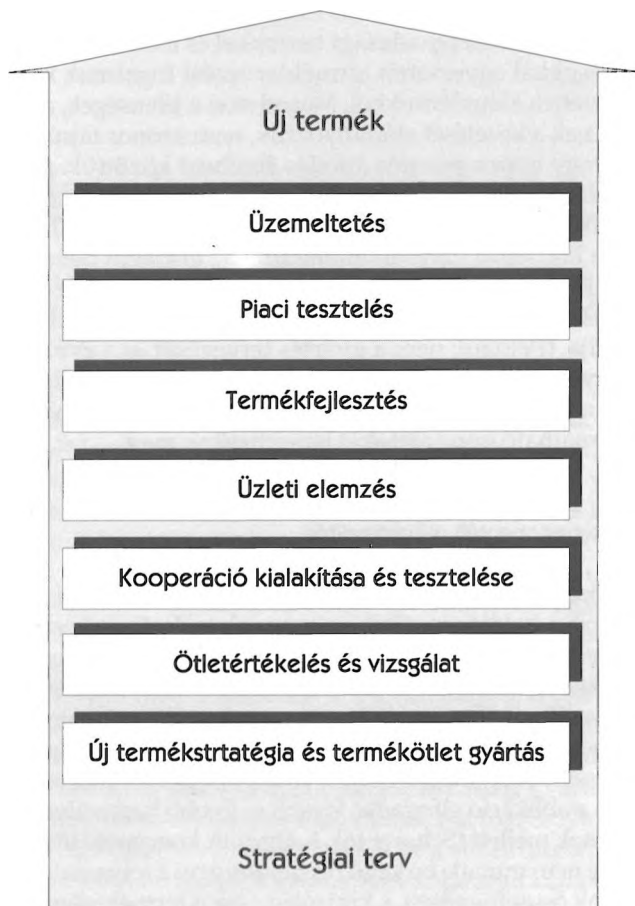 Új termék
Üzemeltetés
Piaci tesztelés
Termékfejlesztés
Üzleti elemzés
Kooperáció kialakítása és tesztelése
Ötletértékelés és vizsgálat
Új termékstrtatégia és termékötlet gyártás
Stratégiai terv